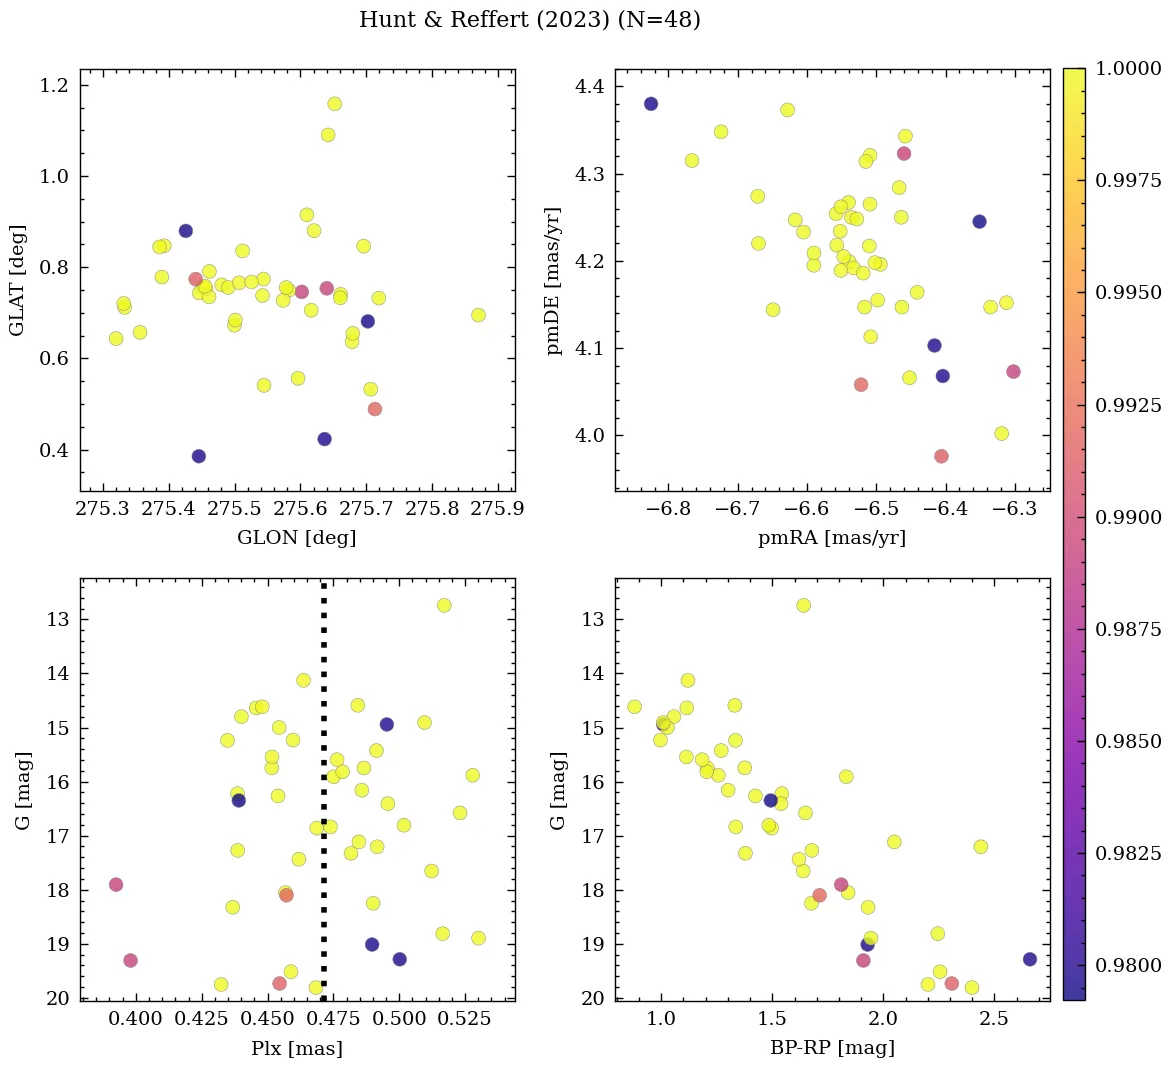 Hunt & Reffert (2023) (N=48)
1.2
1.0
0.8
0.6
0.4
GLAT [deg]
275.3 275.4 275.5 275.6 275.7 275.8 275.9
GLON [deg]
4.4
4.3
4.2
4.1
4.0
pmDE [mas/yr]
−6.8 −6.7 −6.6 −6.5 −6.4 −6.3
pmRA [mas/yr]
13
14
15
16
17
18
19
20
G [mag]
0.400 0.425 0.450 0.475 0.500 0.525
Plx [mas]
13
14
15
16
17
18
19
20
G [mag]
1.0 1.5 2.0 2.5
BP-RP [mag]
1.0000
0.9975
0.9950
0.9925
0.9900
0.9875
0.9850
0.9825
0.9800